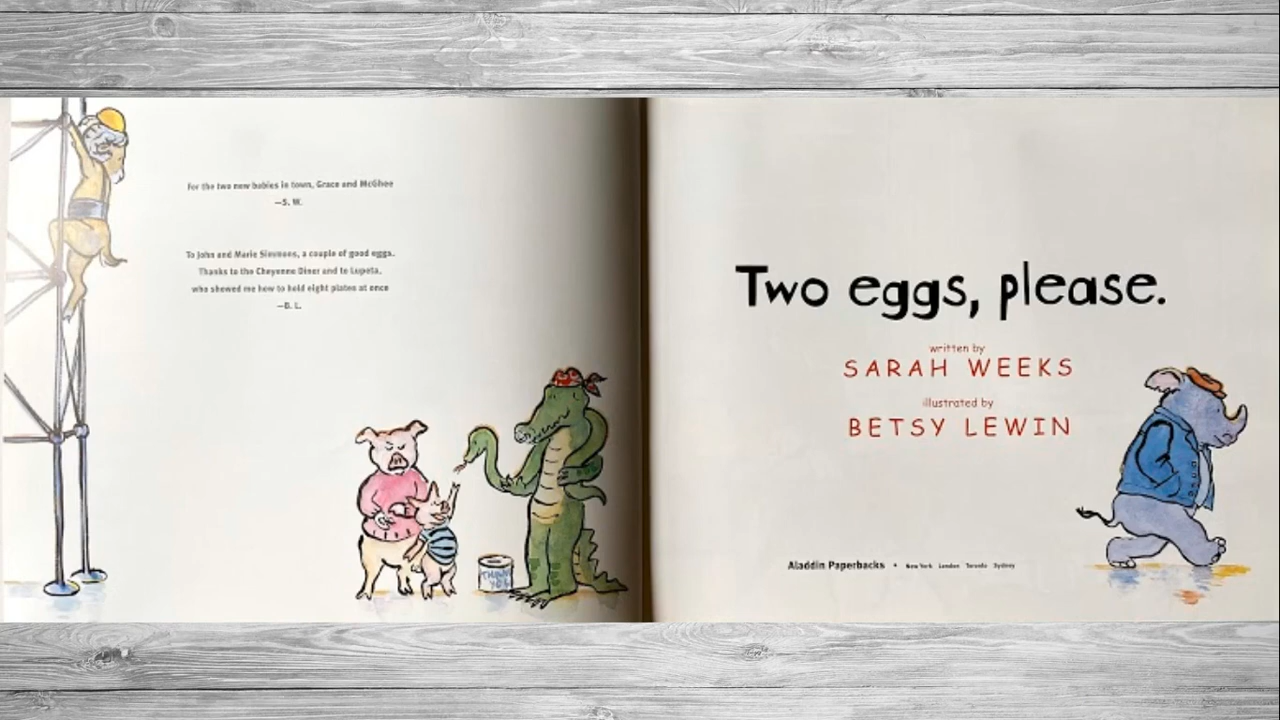 For the two new babies in town, Grace and McGhee
—S. W.
To John and Marie Simmons, a couple of good eggs.
Thanks to the Cheyenne Diner and to Lupeta,
who showed me how to hold eight plates at once
—B. L.
THANK
YOU
Two eggs, please.
written by
SARAH WEEKS
illustrated by
BETSY LEWIN
Aladdin Paperbacks • New York London Toronto Sydney